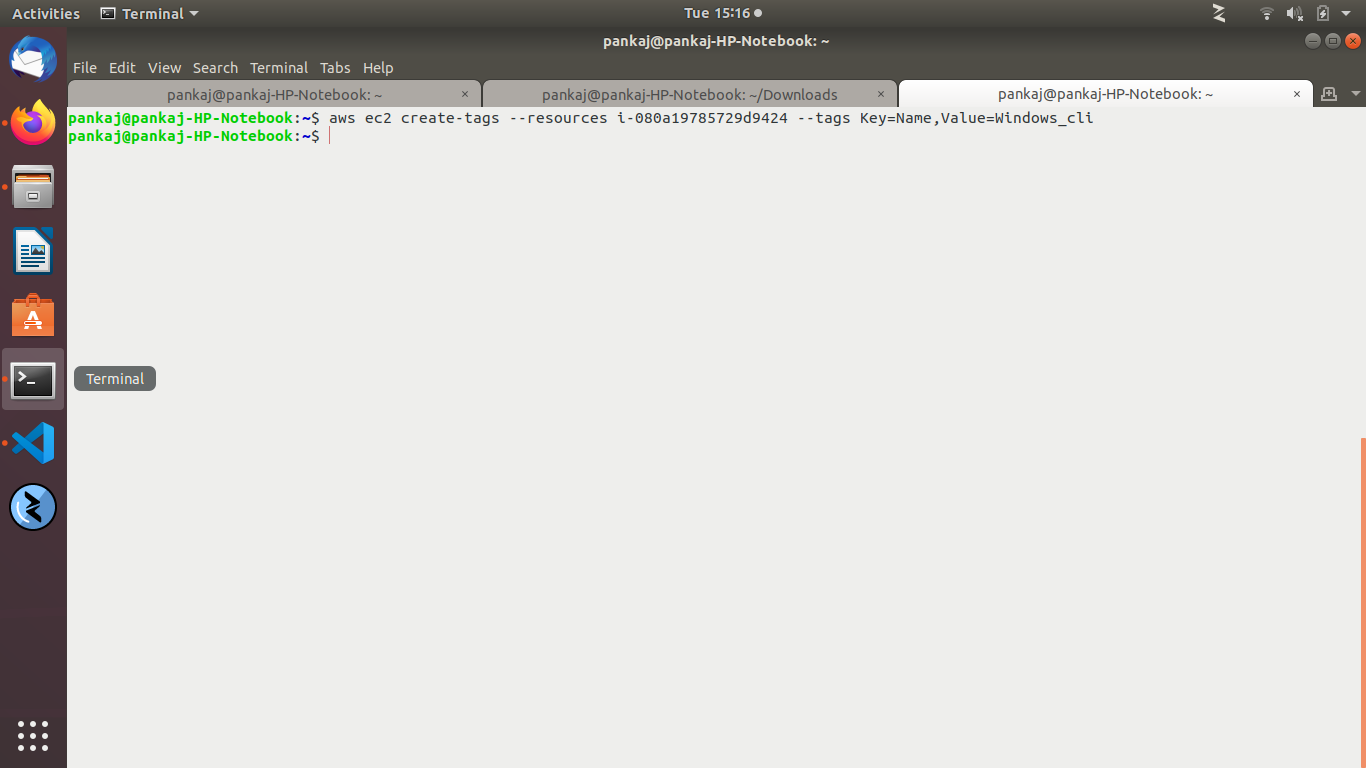 Activities Terminal Tue 15:16
pankaj@pankaj-HP-Notebook: ~
File Edit View Search Terminal Tabs Help
pankaj@pankaj-HP-Notebook: ~ × pankaj@pankaj-HP-Notebook: ~/Downloads × pankaj@pankaj-HP-Notebook: ~ ×
pankaj@pankaj-HP-Notebook:~$ aws ec2 create-tags --resources i-080a19785729d9424 --tags Key=Name,Value=Windows_cli
pankaj@pankaj-HP-Notebook:~$
Terminal